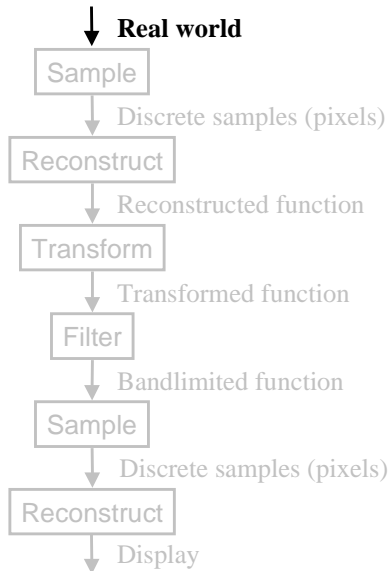 Real world
Sample
Discrete samples (pixels)
Reconstruct
Reconstructed function
Transform
Transformed function
Filter
Bandlimited function
Sample
Discrete samples (pixels)
Reconstruct
Display